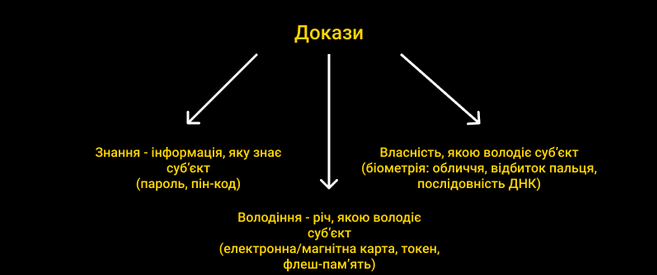 Докази
Знання - інформація, яку знає
суб’єкт
(пароль, пін-код)
Власність, якою володіє суб’єкт
(біометрія: обличчя, відбиток пальця,
послідовність ДНК)
Володіння - річ, якою володіє
суб’єкт
(електронна/магнітна карта, токен,
флеш-пам’ять)